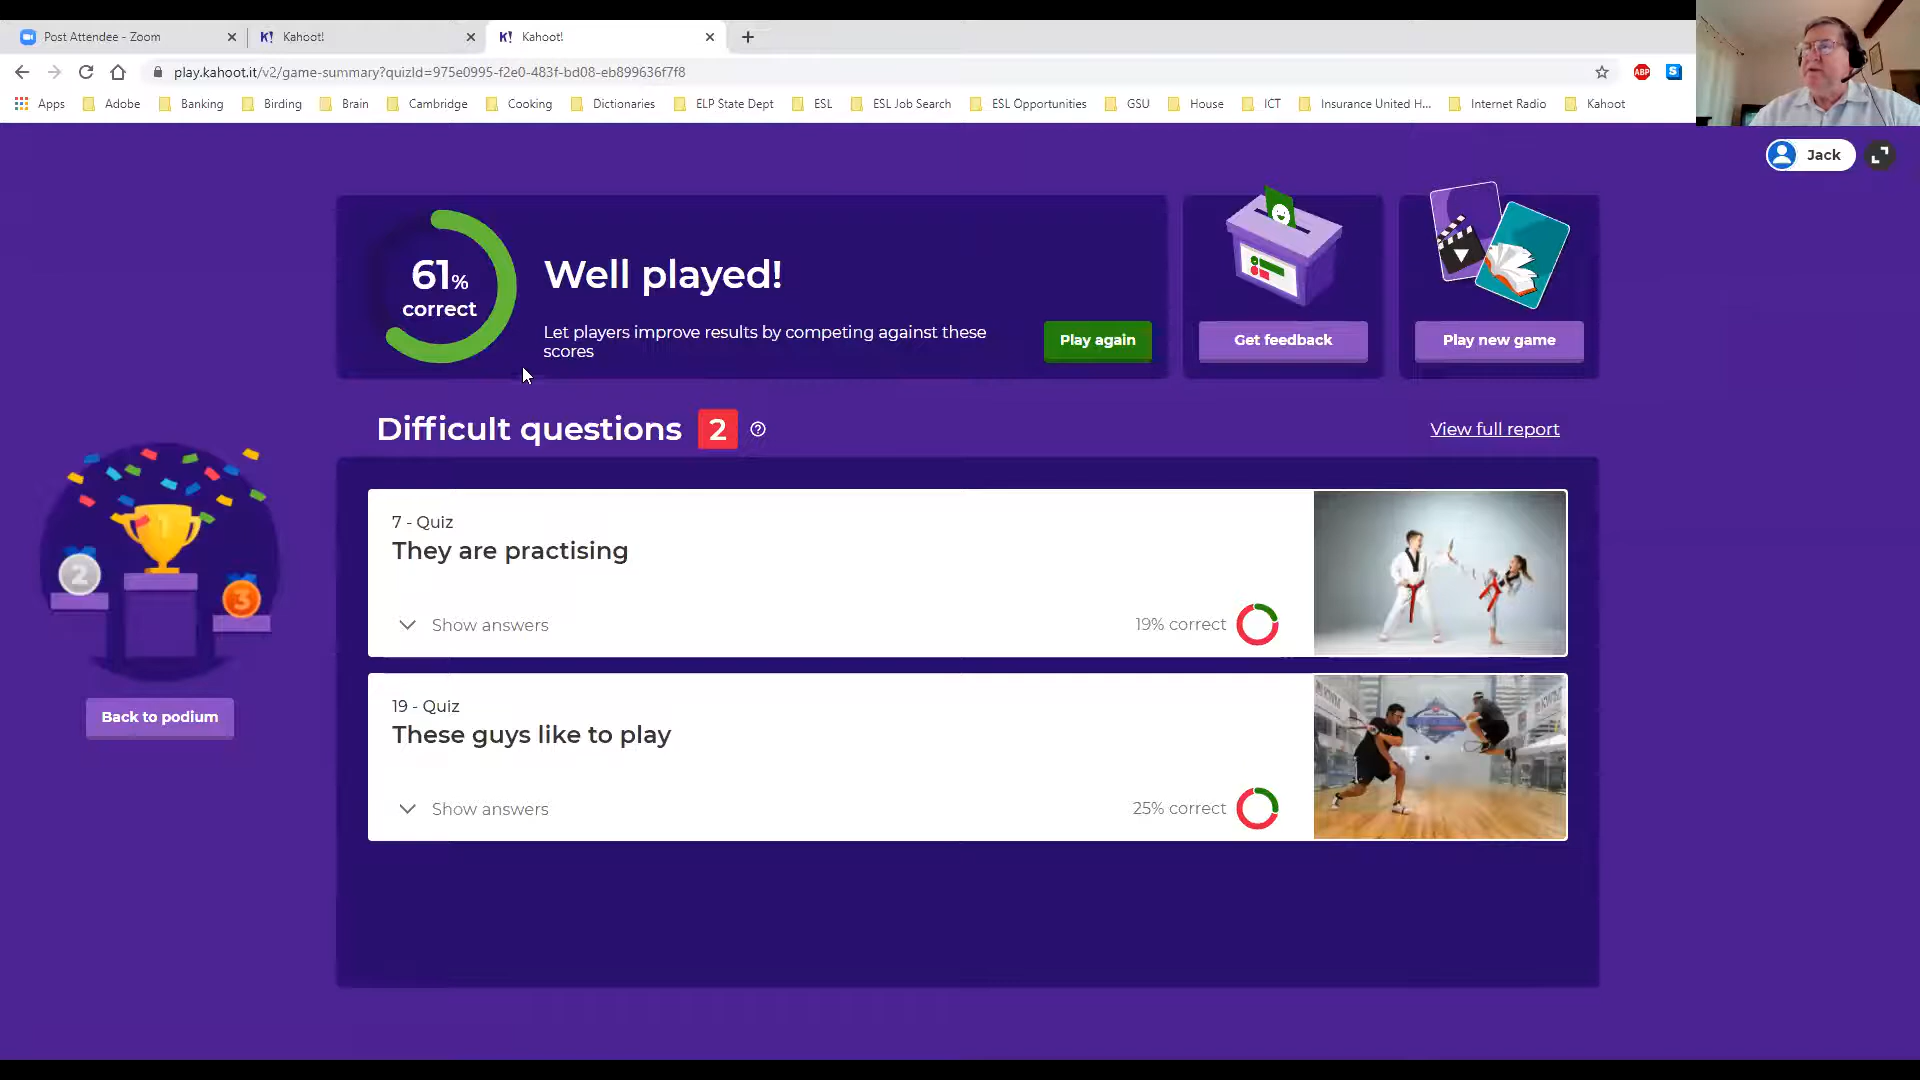 Post Attendee - Zoom
K! Kahoot!
K! Kahoot!
play.kahoot.it/v2/game-summary?quizId=975e0995-f2e0-483f-bd08-eb899636f7f8
ABP
S
Apps Adobe Banking Birding Brain Cambridge Cooking Dictionaries ELP State Dept ESL ESL Job Search ESL Opportunities GSU House ICT Insurance United H... Internet Radio Kahoot
Jack
61%
correct
Well played!
Let players improve results by competing against these
scores
Play again
Get feedback
Play new game
Difficult questions 2
View full report
7 - Quiz
They are practising
Show answers
19% correct
19 - Quiz
These guys like to play
Show answers
25% correct
1
2
3
Back to podium